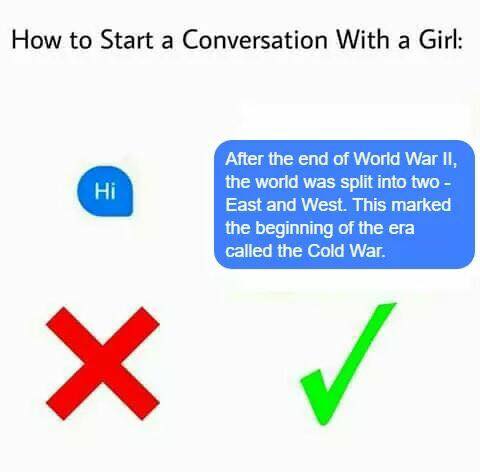 How to Start a Conversation With a Girl:
Hi
After the end of World War II,
the world was split into two -
East and West. This marked
the beginning of the era
called the Cold War.